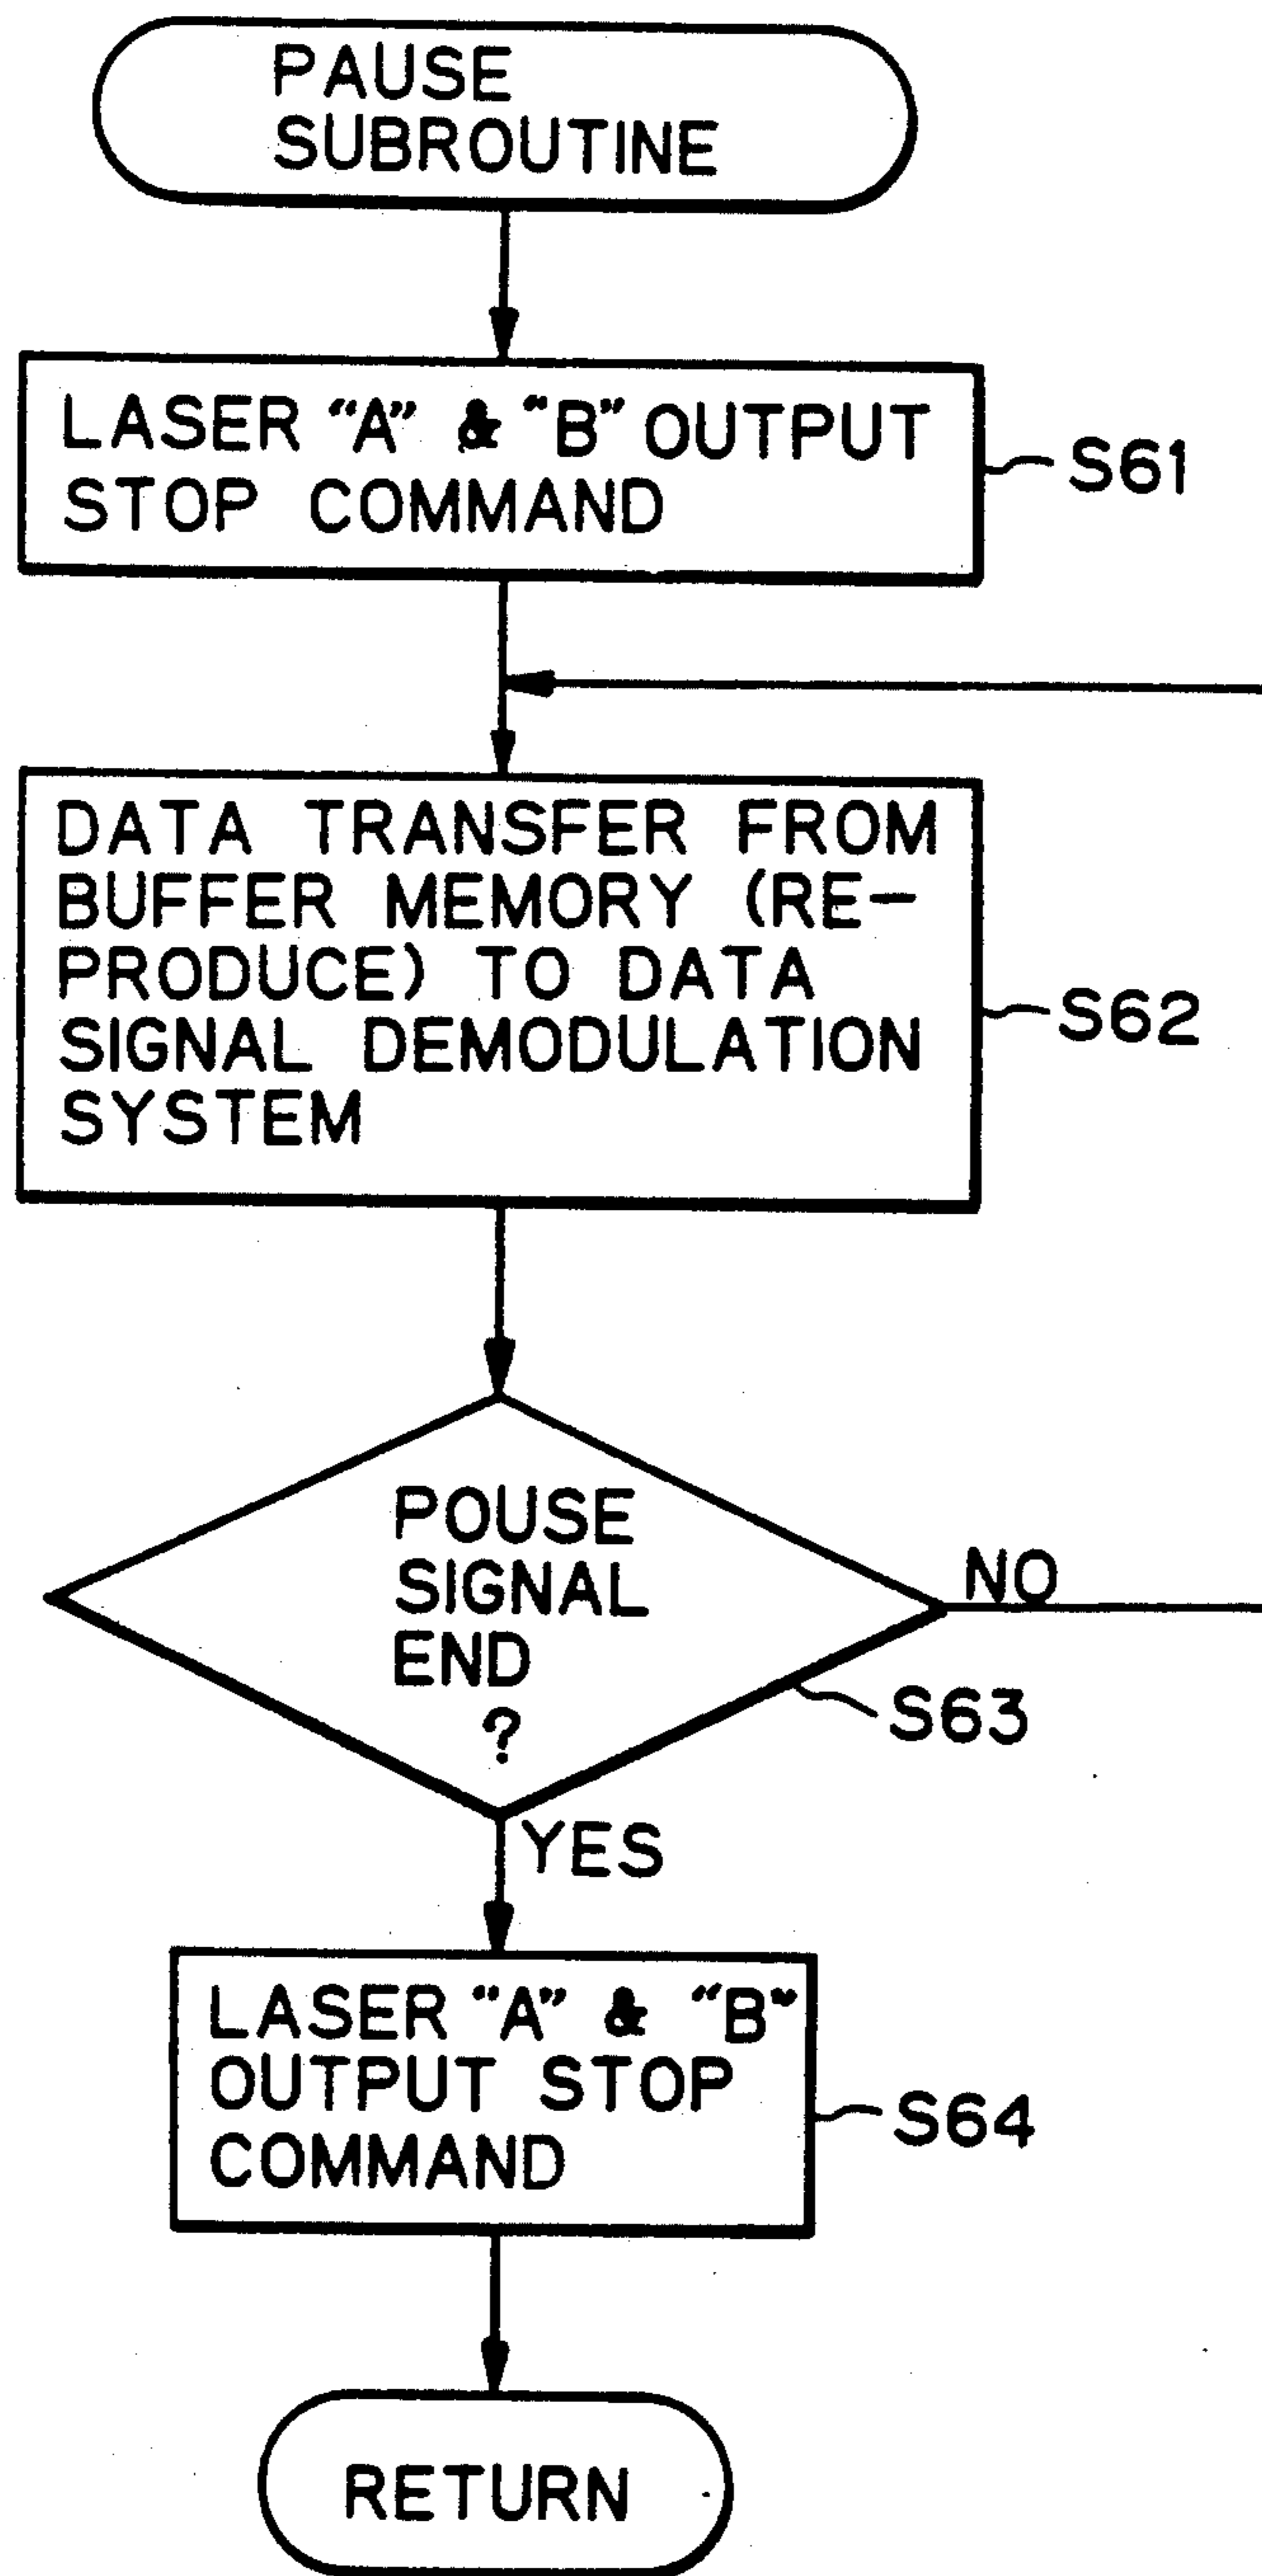 PAUSE
SUBROUTINE
LASER "A" & "B" OUTPUT
STOP COMMAND
S61
DATA TRANSFER FROM
BUFFER MEMORY (RE-
PRODUCE) TO DATA
SIGNAL DEMODULATION
SYSTEM
S62
POUSE
SIGNAL
END
?
NO
S63
YES
LASER "A" & "B"
OUTPUT STOP
COMMAND
S64
RETURN